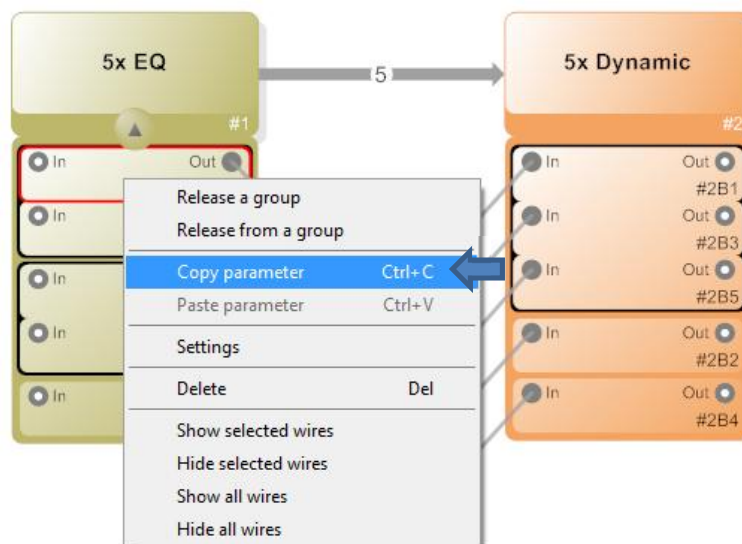 5x EQ
5
5x Dynamic
#1
#2
In Out
In
In
In
In
Release a group
Release from a group
Copy parameter Ctrl+C
Paste parameter Ctrl+V
Settings
Delete Del
Show selected wires
Hide selected wires
Show all wires
Hide all wires
In Out
#2B1
In Out
#2B3
In Out
#2B5
In Out
#2B2
In Out
#2B4